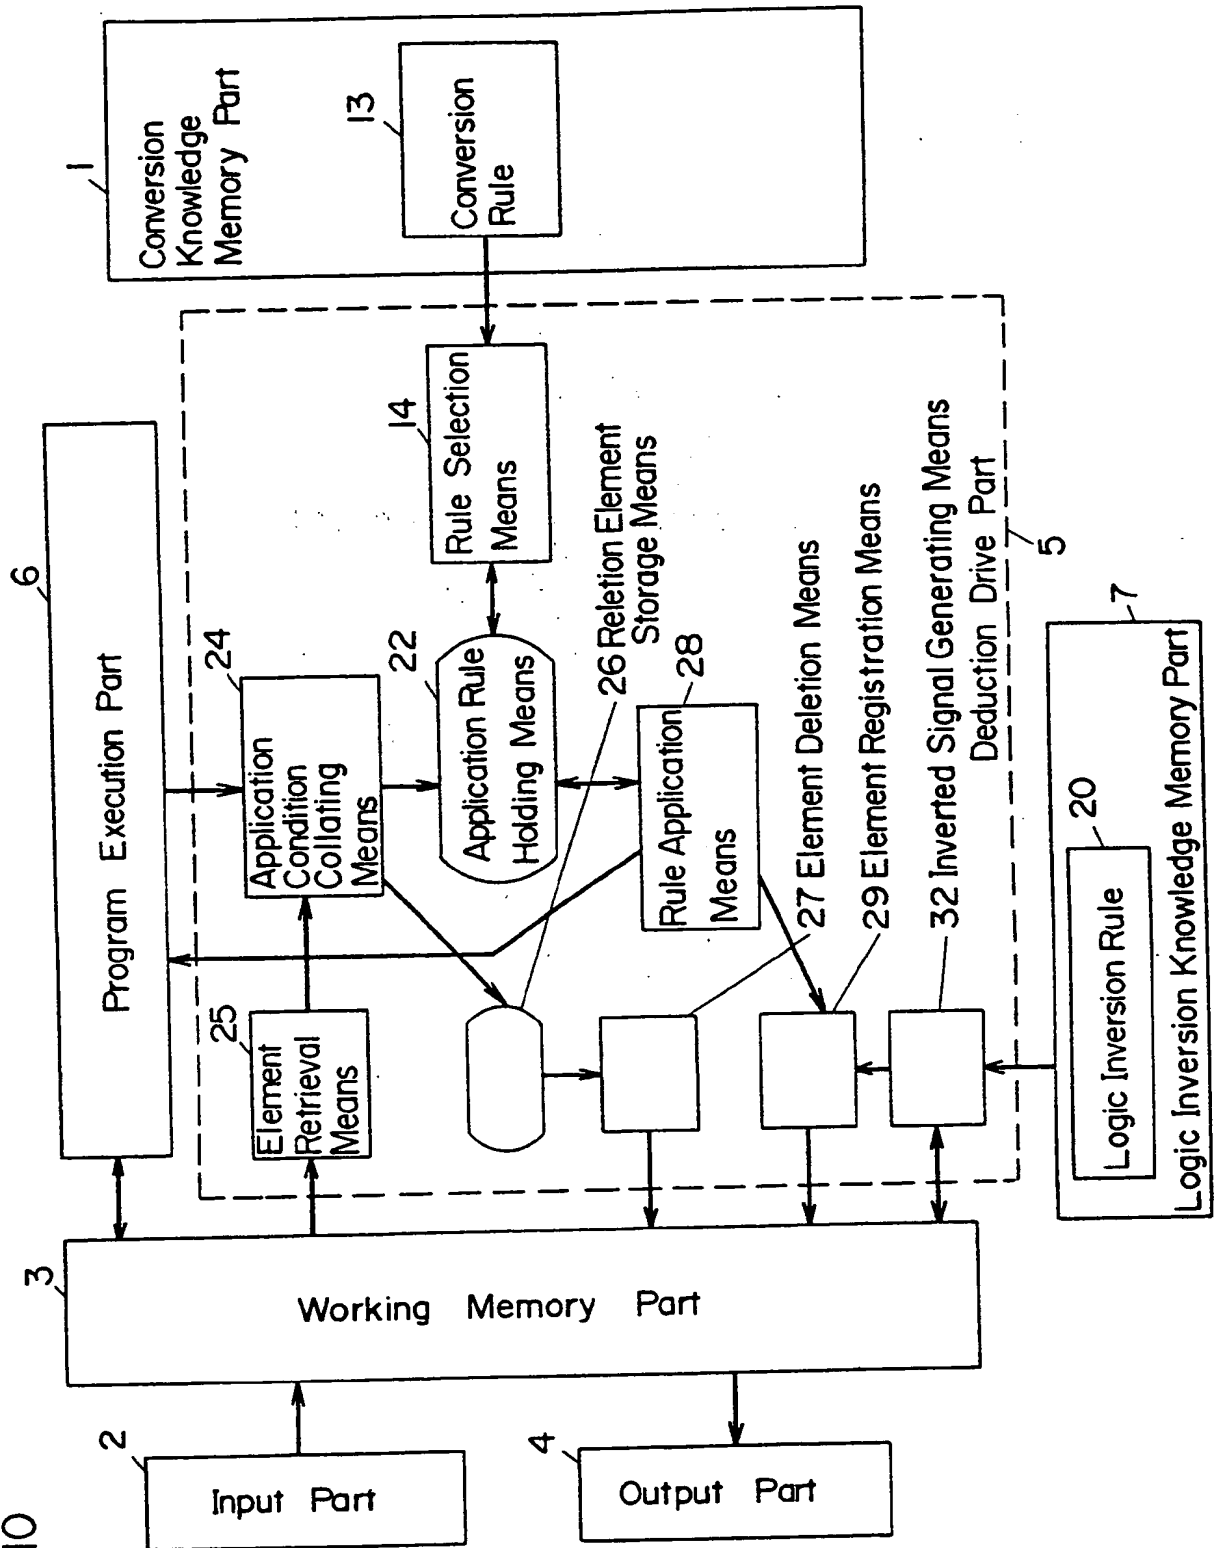 10
1
Conversion
Knowledge
Memory Part
13
Conversion
Rule
6
Program Execution Part
14
Rule Selection
Means
24
Application
Condition
Collating
Means
22
Application Rule
Holding Means
25
Element
Retrieval
Means
26 Reletion Element
Storage Means
28
Rule Application
Means
27 Element Deletion Means
29 Element Registration Means
32 Inverted Signal Generating Means
Deduction Drive Part
5
3
Working Memory Part
2
Input Part
4
Output Part
7
20
Logic Inversion Rule
Logic Inversion Knowledge Memory Part